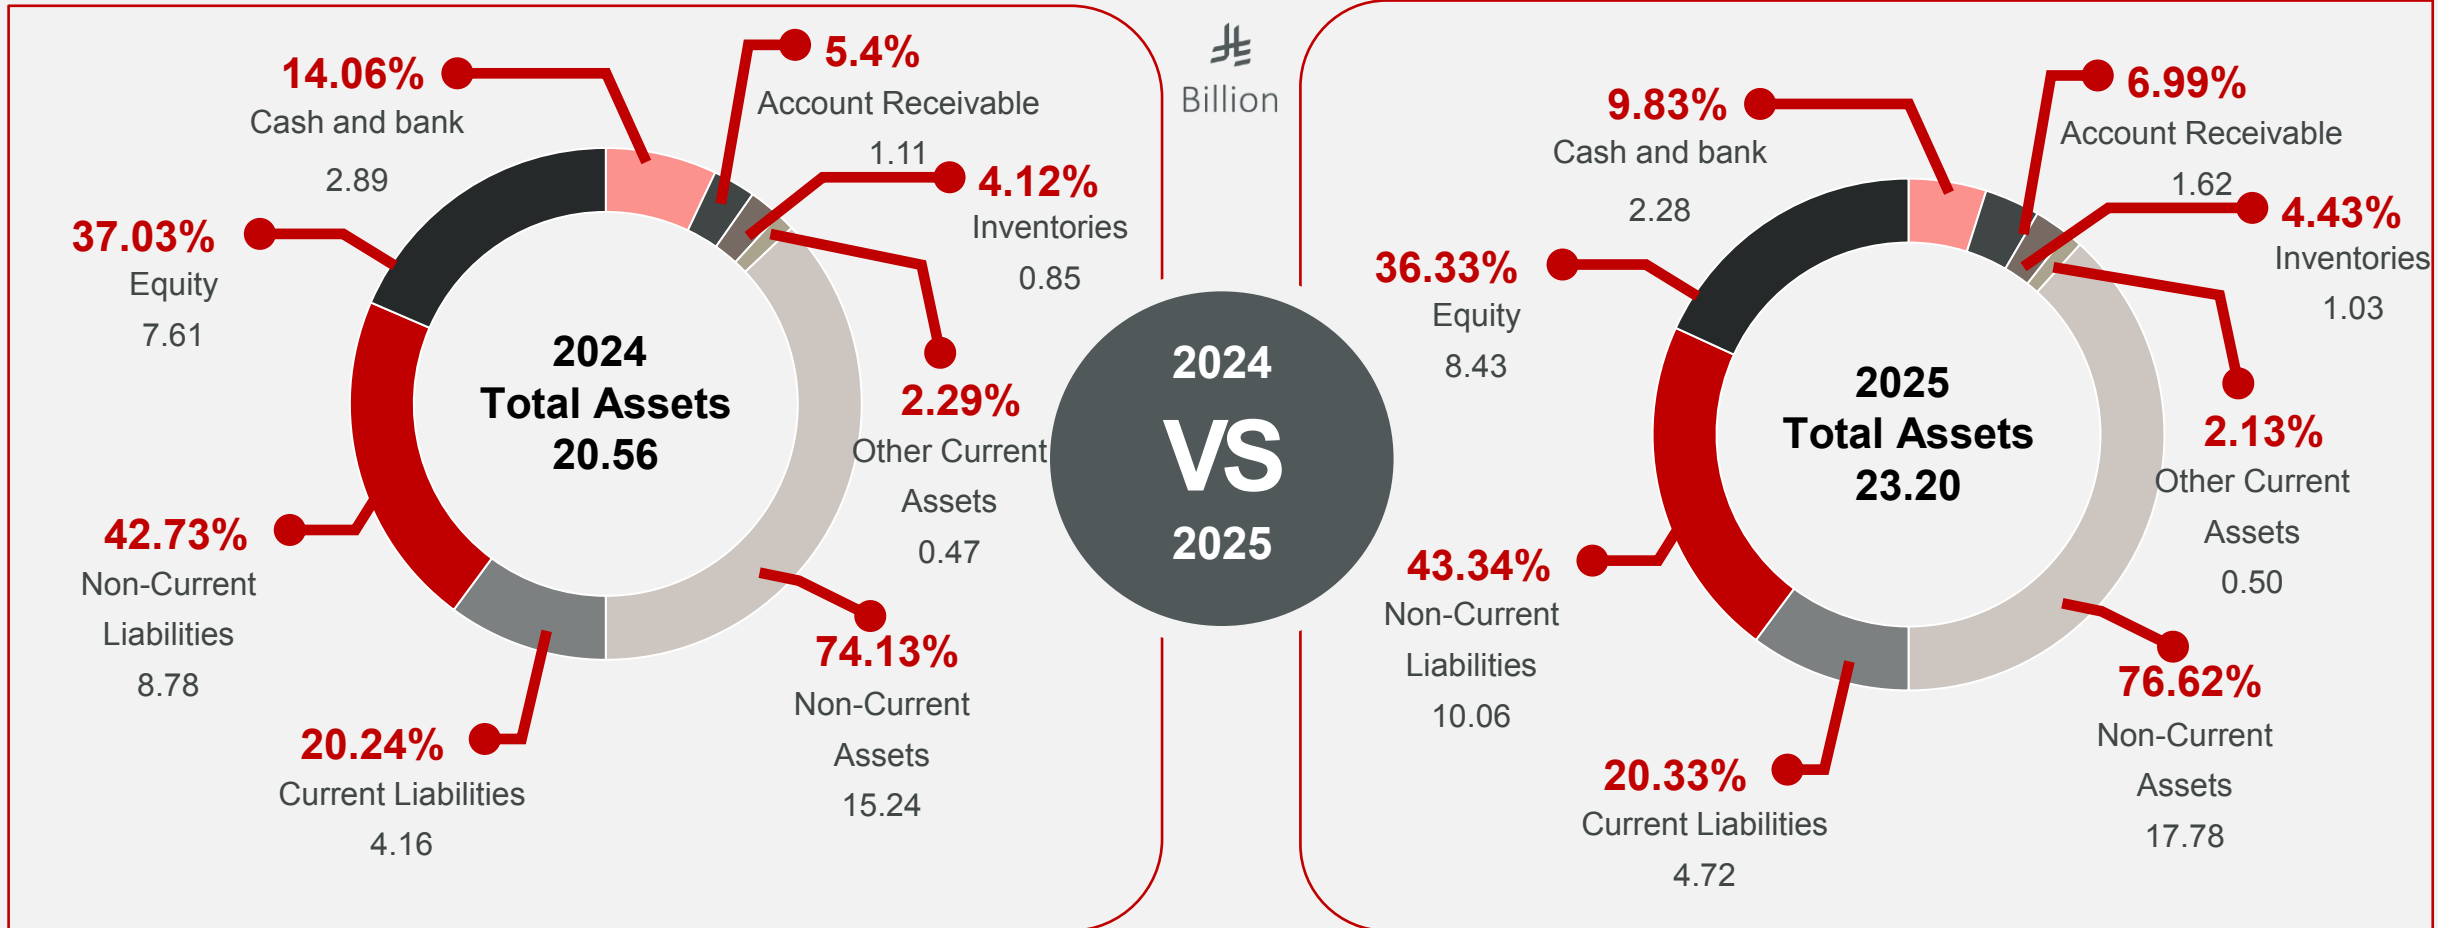 Billion
14.06%
Cash and bank
2.89
5.4%
Account Receivable
1.11
4.12%
Inventories
0.85
2.29%
Other Current
Assets
0.47
74.13%
Non-Current
Assets
15.24
20.24%
Current Liabilities
4.16
42.73%
Non-Current
Liabilities
8.78
37.03%
Equity
7.61
2024
Total Assets
20.56
2024
VS
2025
9.83%
Cash and bank
2.28
6.99%
Account Receivable
1.62
4.43%
Inventories
1.03
2.13%
Other Current
Assets
0.50
76.62%
Non-Current
Assets
17.78
20.33%
Current Liabilities
4.72
43.34%
Non-Current
Liabilities
10.06
36.33%
Equity
8.43
2025
Total Assets
23.20